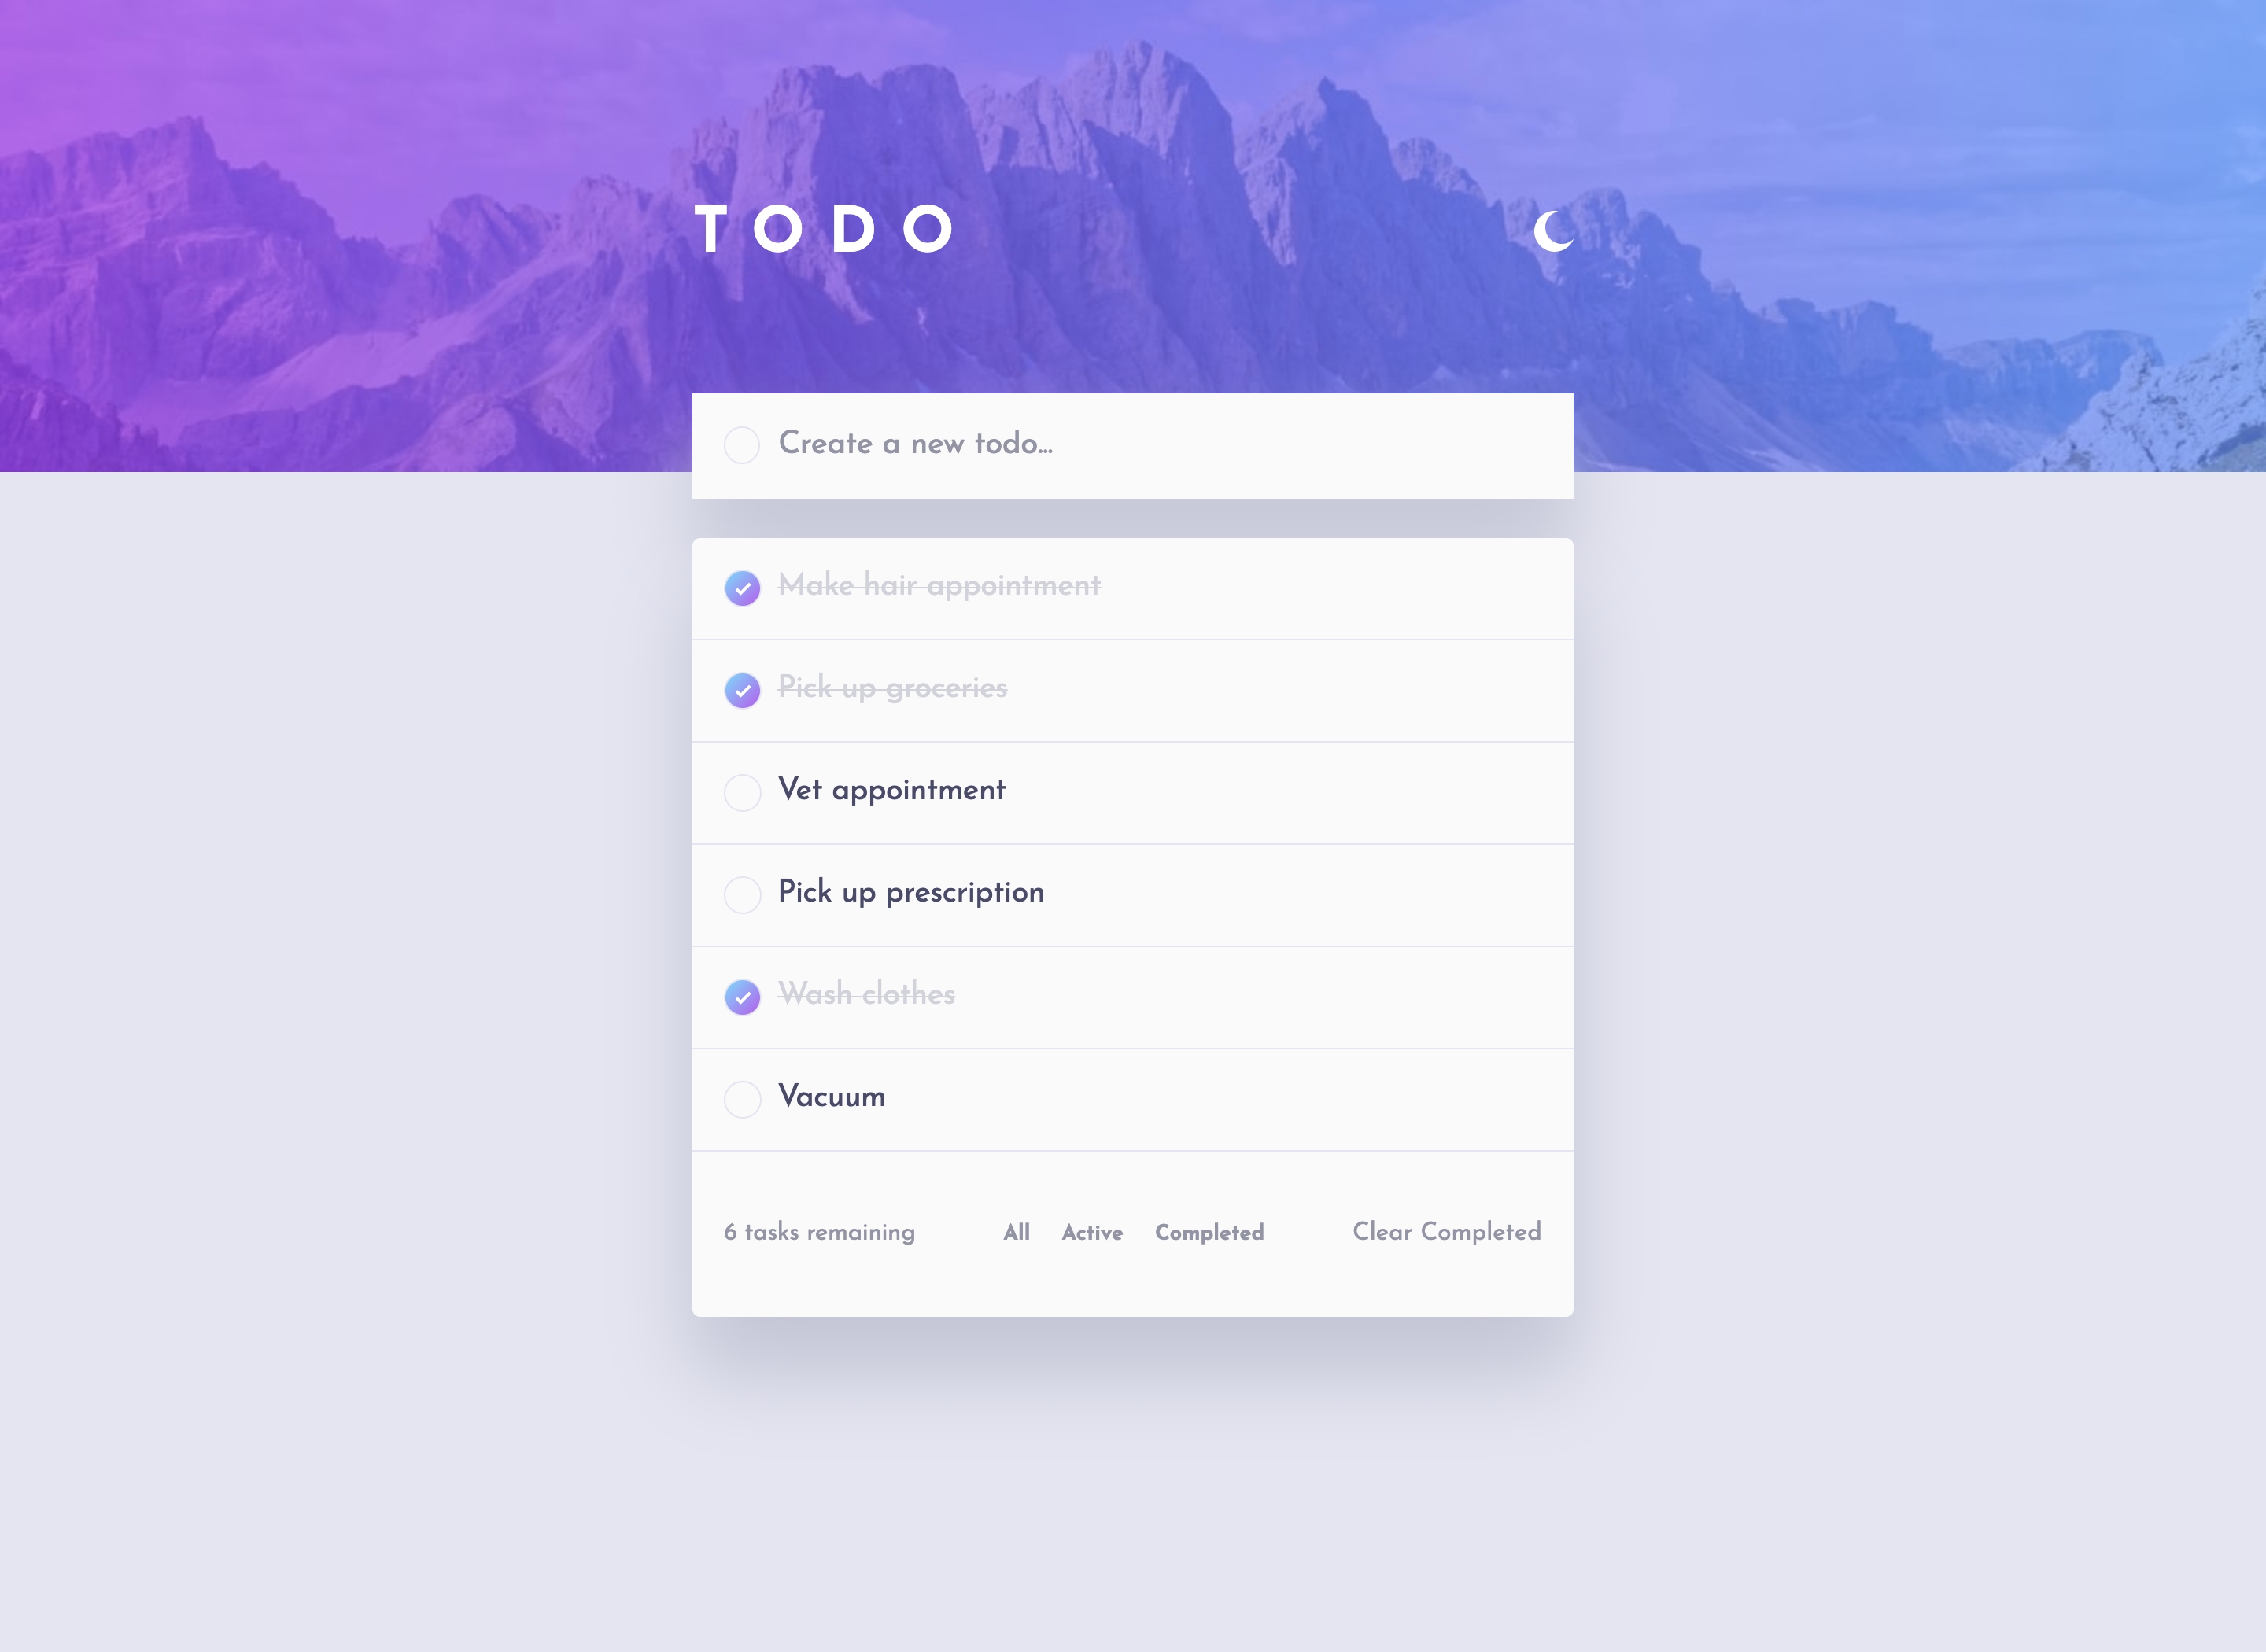 TODO
Create a new todo...
Make hair appointment
Pick up groceries
Vet appointment
Pick up prescription
Wash clothes
Vacuum
6 tasks remaining All Active Completed Clear Completed